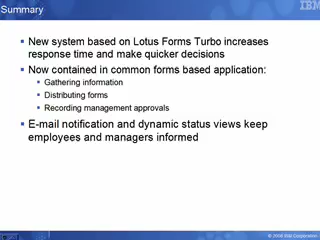 Summary
IBM
▪ New system based on Lotus Forms Turbo increases
response time and make quicker decisions
▪ Now contained in common forms based application:
▪ Gathering information
▪ Distributing forms
▪ Recording management approvals
▪ E-mail notification and dynamic status views keep
employees and managers informed
© 2008 IBM Corporation